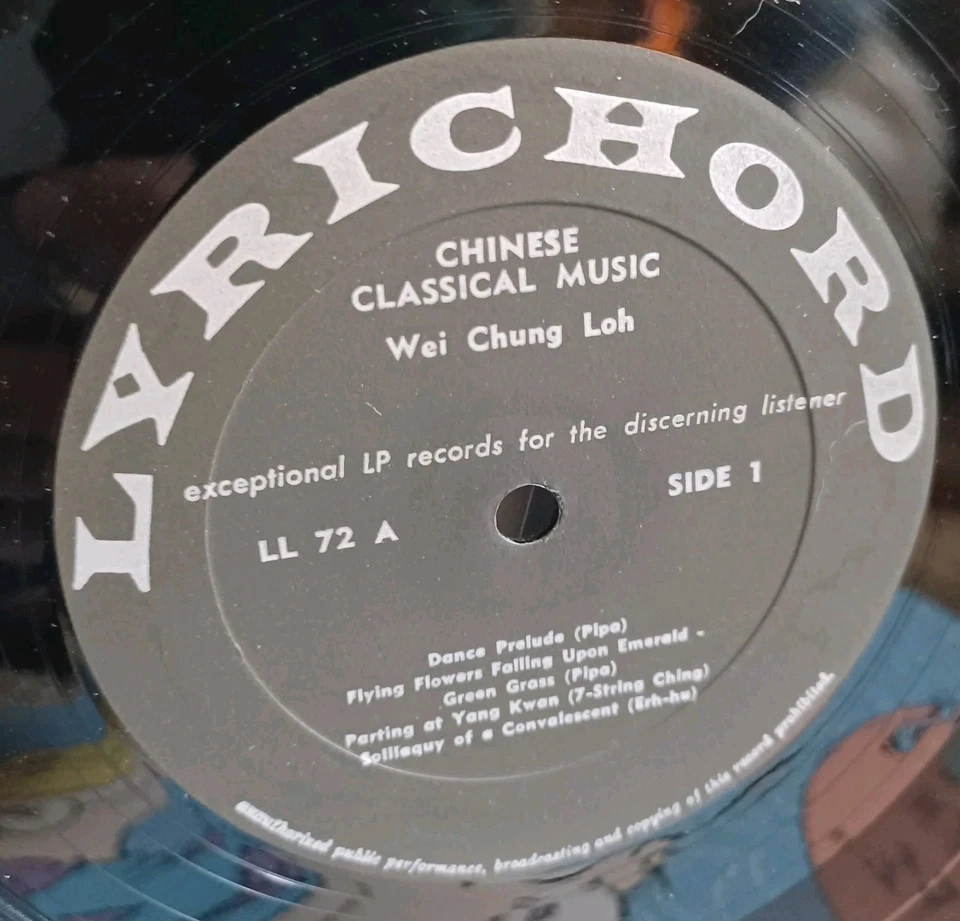 LYRICHORD
CHINESE
CLASSICAL MUSIC
Wei Chung Loh
exceptional LP records for the discerning listener
SIDE 1
LL 72 A
Dance Prelude (Pipa)
Flying Flowers Falling Upon Emerald -
Green Grass (Pipa)
Parting at Yang Kwan (7-String Ching)
Soliloquy of a Convalescent (Erh-hu)
unauthorized public performance, broadcasting and copying of this record prohibited.